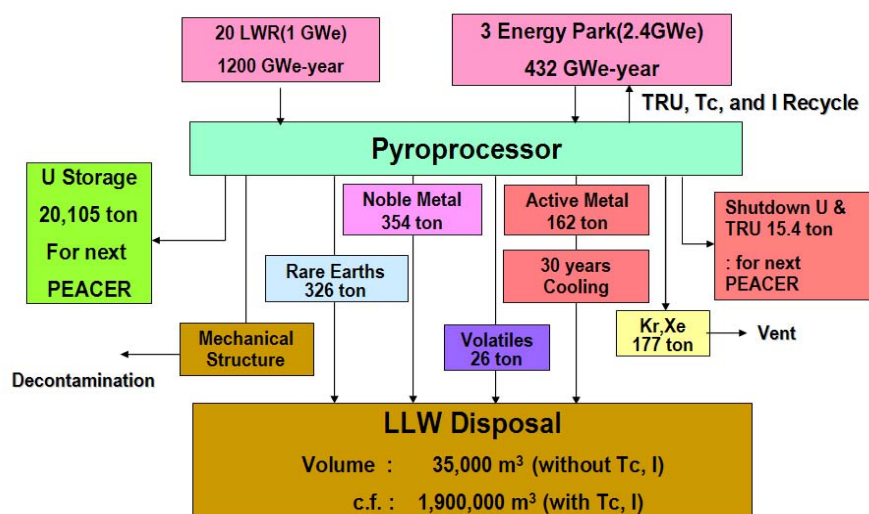 20 LWR(1 GWe)
1200 GWe-year
3 Energy Park(2.4GWe)
432 GWe-year
TRU, Tc, and I Recycle
Pyroprocessor
U Storage
20,105 ton
For next
PEACER
Noble Metal
354 ton
Active Metal
162 ton
Shutdown U &
TRU 15.4 ton
: for next
PEACER
Rare Earths
326 ton
30 years
Cooling
Mechanical
Structure
Volatiles
26 ton
Kr,Xe
177 ton
Vent
Decontamination
LLW Disposal
Volume : 35,000 m³ (without Tc, I)
c.f. : 1,900,000 m³ (with Tc, I)